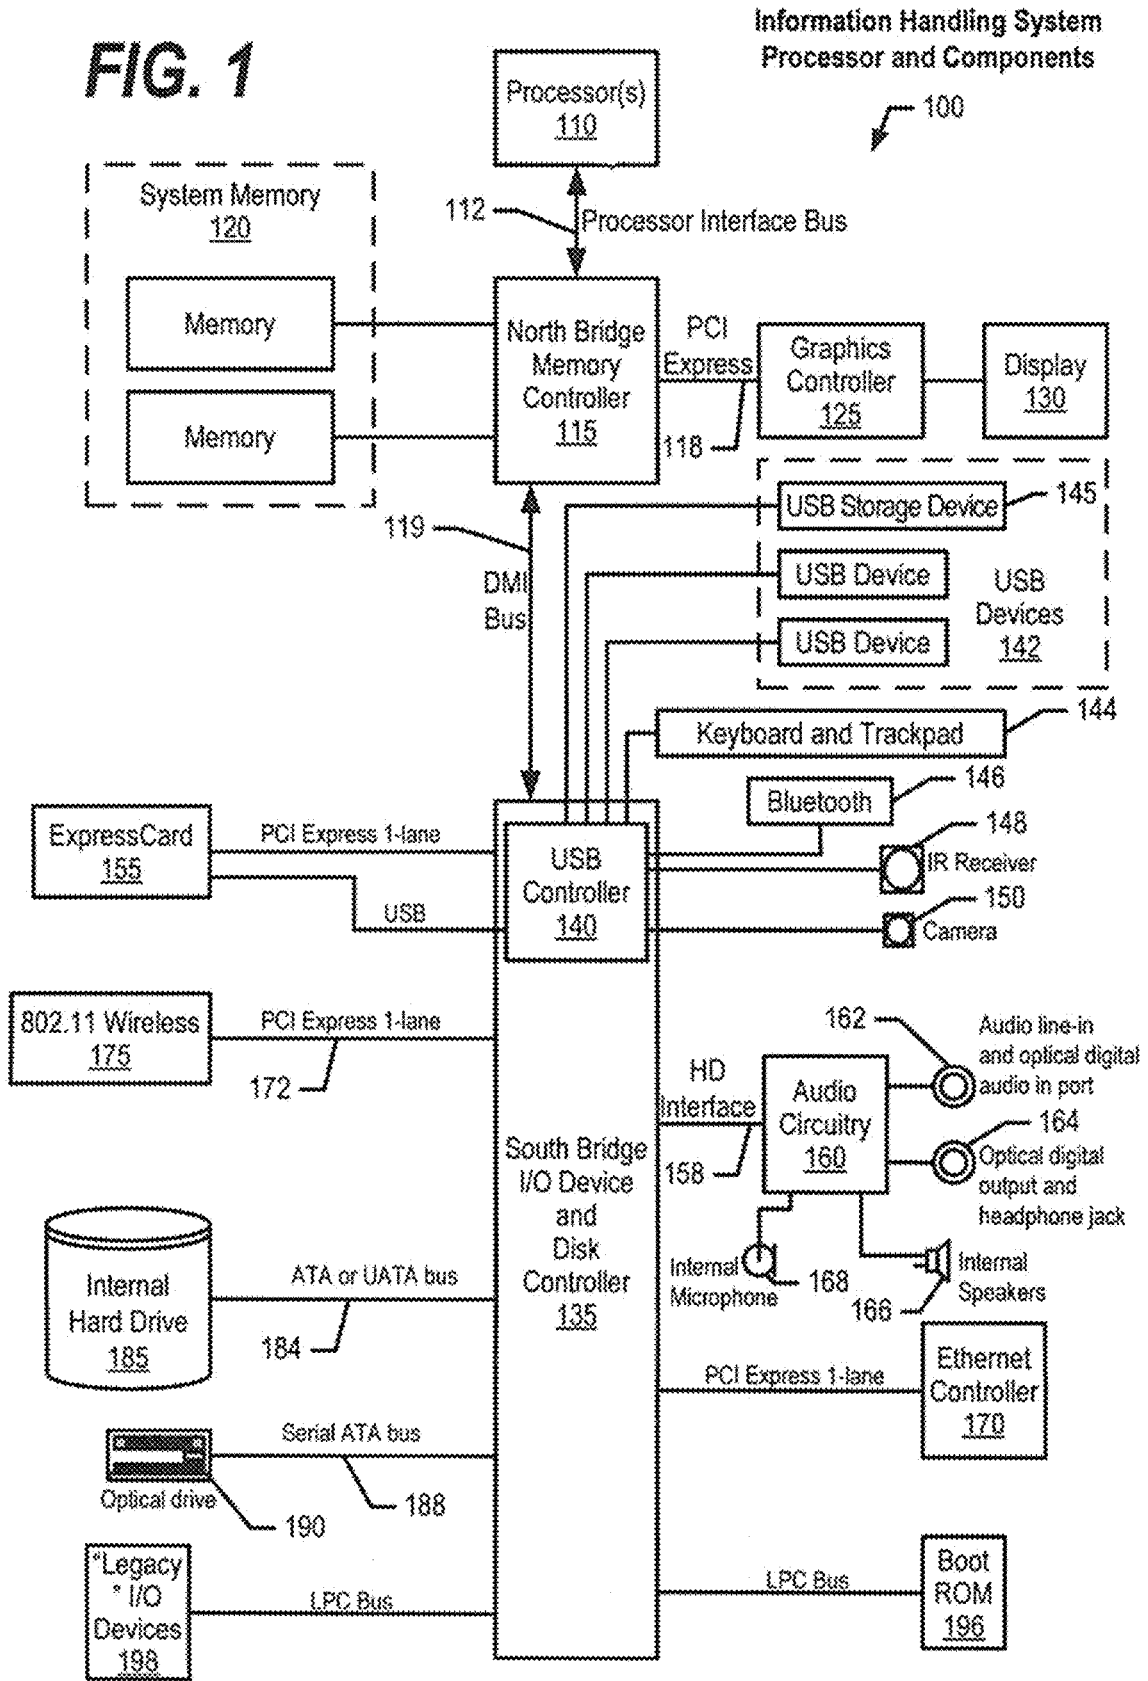 Information Handling System
Processor and Components
FIG. 1
100
Processor(s)
110
112
Processor Interface Bus
System Memory
120
Memory
Memory
North Bridge
Memory
Controller
115
PCI
Express
118
Graphics
Controller
125
Display
130
119
DMI
Bus
USB Storage Device
145
USB Device
USB Device
USB
Devices
142
Keyboard and Trackpad
144
Bluetooth
146
ExpressCard
155
PCI Express 1-lane
USB
USB
Controller
140
148
IR Receiver
150
Camera
802.11 Wireless
175
PCI Express 1-lane
172
HD
Interface
158
Audio
Circuitry
160
162
Audio line-in
and optical digital
audio in port
164
Optical digital
output and
headphone jack
Internal
Microphone
168
166
Internal
Speakers
South Bridge
I/O Device
and
Disk
Controller
135
Internal
Hard Drive
185
ATA or UATA bus
184
PCI Express 1-lane
Ethernet
Controller
170
Serial ATA bus
188
Optical drive
190
"Legacy
" I/O
Devices
198
LPC Bus
LPC Bus
Boot
ROM
196